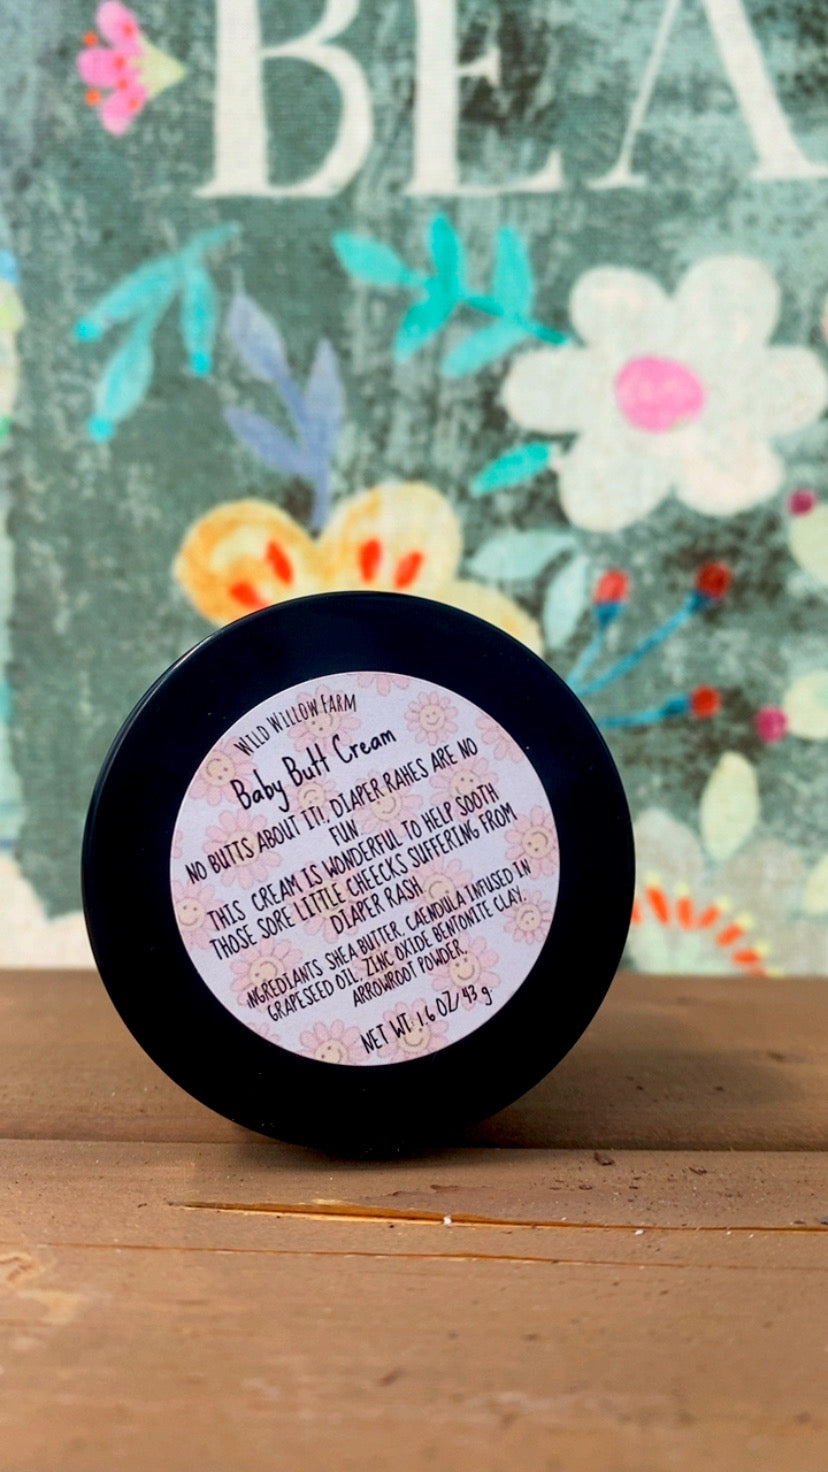 BEA
WILD WILLOW FARM
Baby Butt Cream
NO BUTTS ABOUT IT!. DIAPER RAHES ARE NO
FUN
THIS CREAM IS WONDERFUL TO HELP SOOTH
THOSE SORE LITTLE CHEECKS SUFFERING FROM
DIAPER RASH
INGREDIANTS SHEA BUTTER, CAENDULA INFUSED IN
GRAPESEED OIL, ZINC OXIDE BENTONITE CLAY,
ARROWROOT POWDER,
NET WT: 1.6 OZ/43 g.